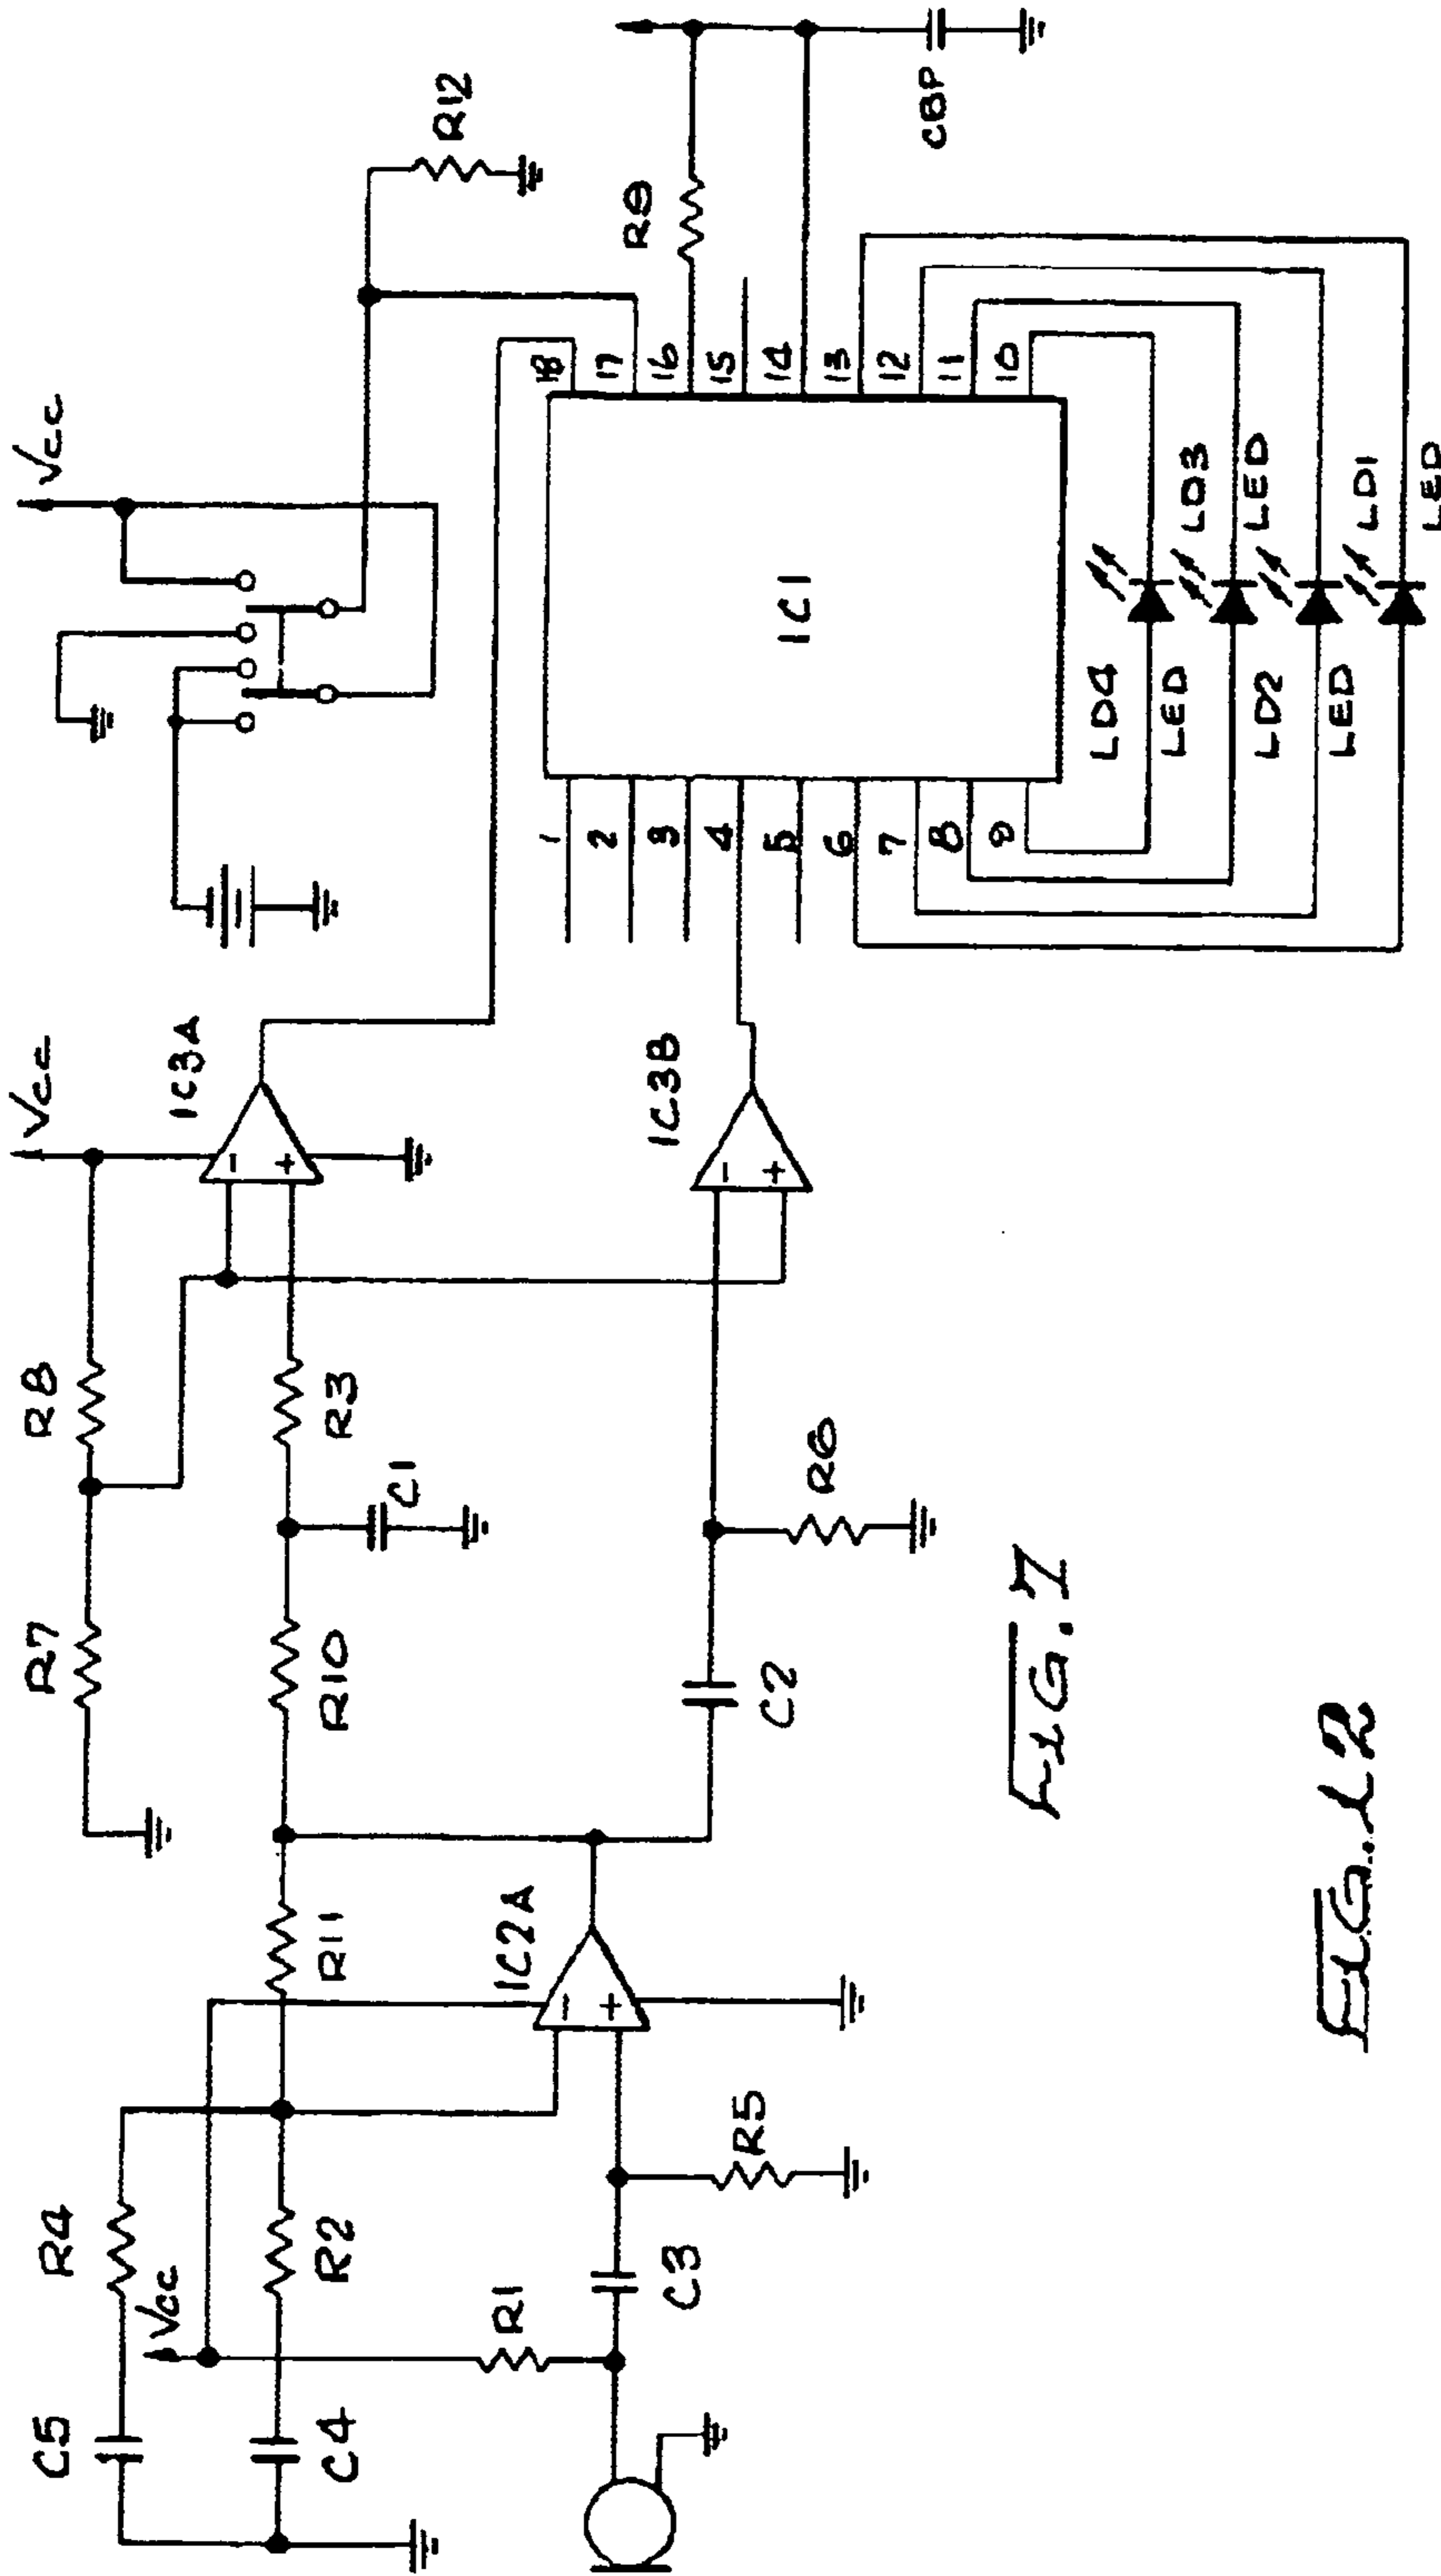 C5
R4
Vcc
C4
R2
R1
C3
R5
R11
IC2A
-
+
R7
R8
Vcc
R10
C1
R3
IC3A
-
+
C2
R6
IC3B
-
+
Vcc
R12
1
2
3
4
5
6
7
8
9
IC1
18
17
16
15
14
13
12
11
10
R9
CBP
LD4
LED
LD3
LED
LD2
LED
LD1
LED
FIG. 7
FIG. 12